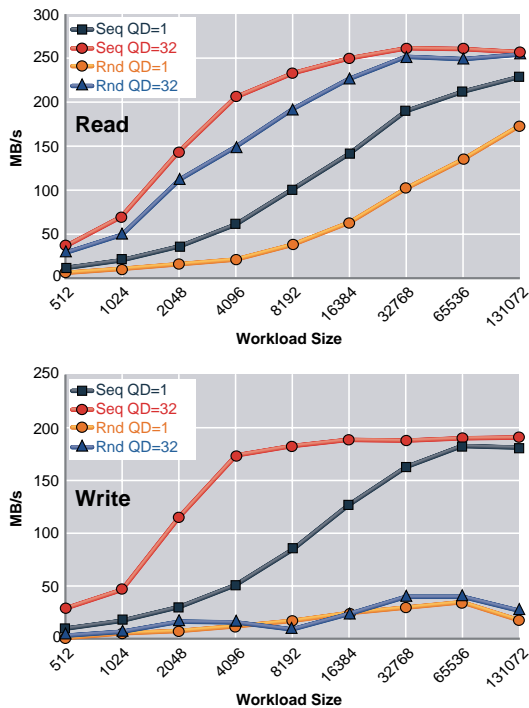 300
250
200
150
100
50
0
MB/s
Seq QD=1
Seq QD=32
Rnd QD=1
Rnd QD=32
Read
512
1024
2048
4096
8192
16384
32768
65536
131072
Workload Size
250
200
150
100
50
0
MB/s
Seq QD=1
Seq QD=32
Rnd QD=1
Rnd QD=32
Write
512
1024
2048
4096
8192
16384
32768
65536
131072
Workload Size